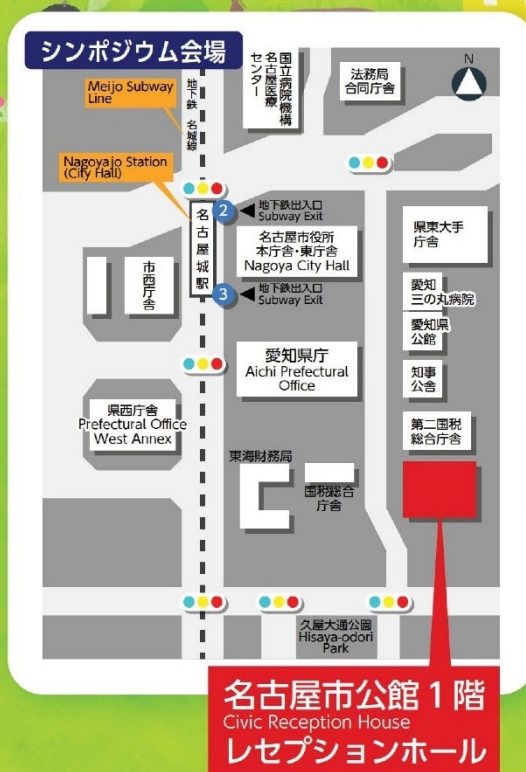 シンポジウム会場
Meijo Subway
Line
地下鉄 名城線
Nagoyajo Station
(City Hall)
国立病院機構
名古屋医療
センター
法務局
合同庁舎
N
名古屋城駅
2
地下鉄出入口
Subway Exit
3
地下鉄出入口
Subway Exit
名古屋市役所
本庁舎・東庁舎
Nagoya City Hall
県東大手
庁舎
市西庁舎
愛知
三の丸病院
愛知県
公館
愛知県庁
Aichi Prefectural
Office
知事
公舎
県西庁舎
Prefectural Office
West Annex
第二国税
総合庁舎
東海財務局
国税総合
庁舎
久屋大通公園
Hisaya-odori
Park
名古屋市公館 1 階
Civic Reception House
レセプションホール